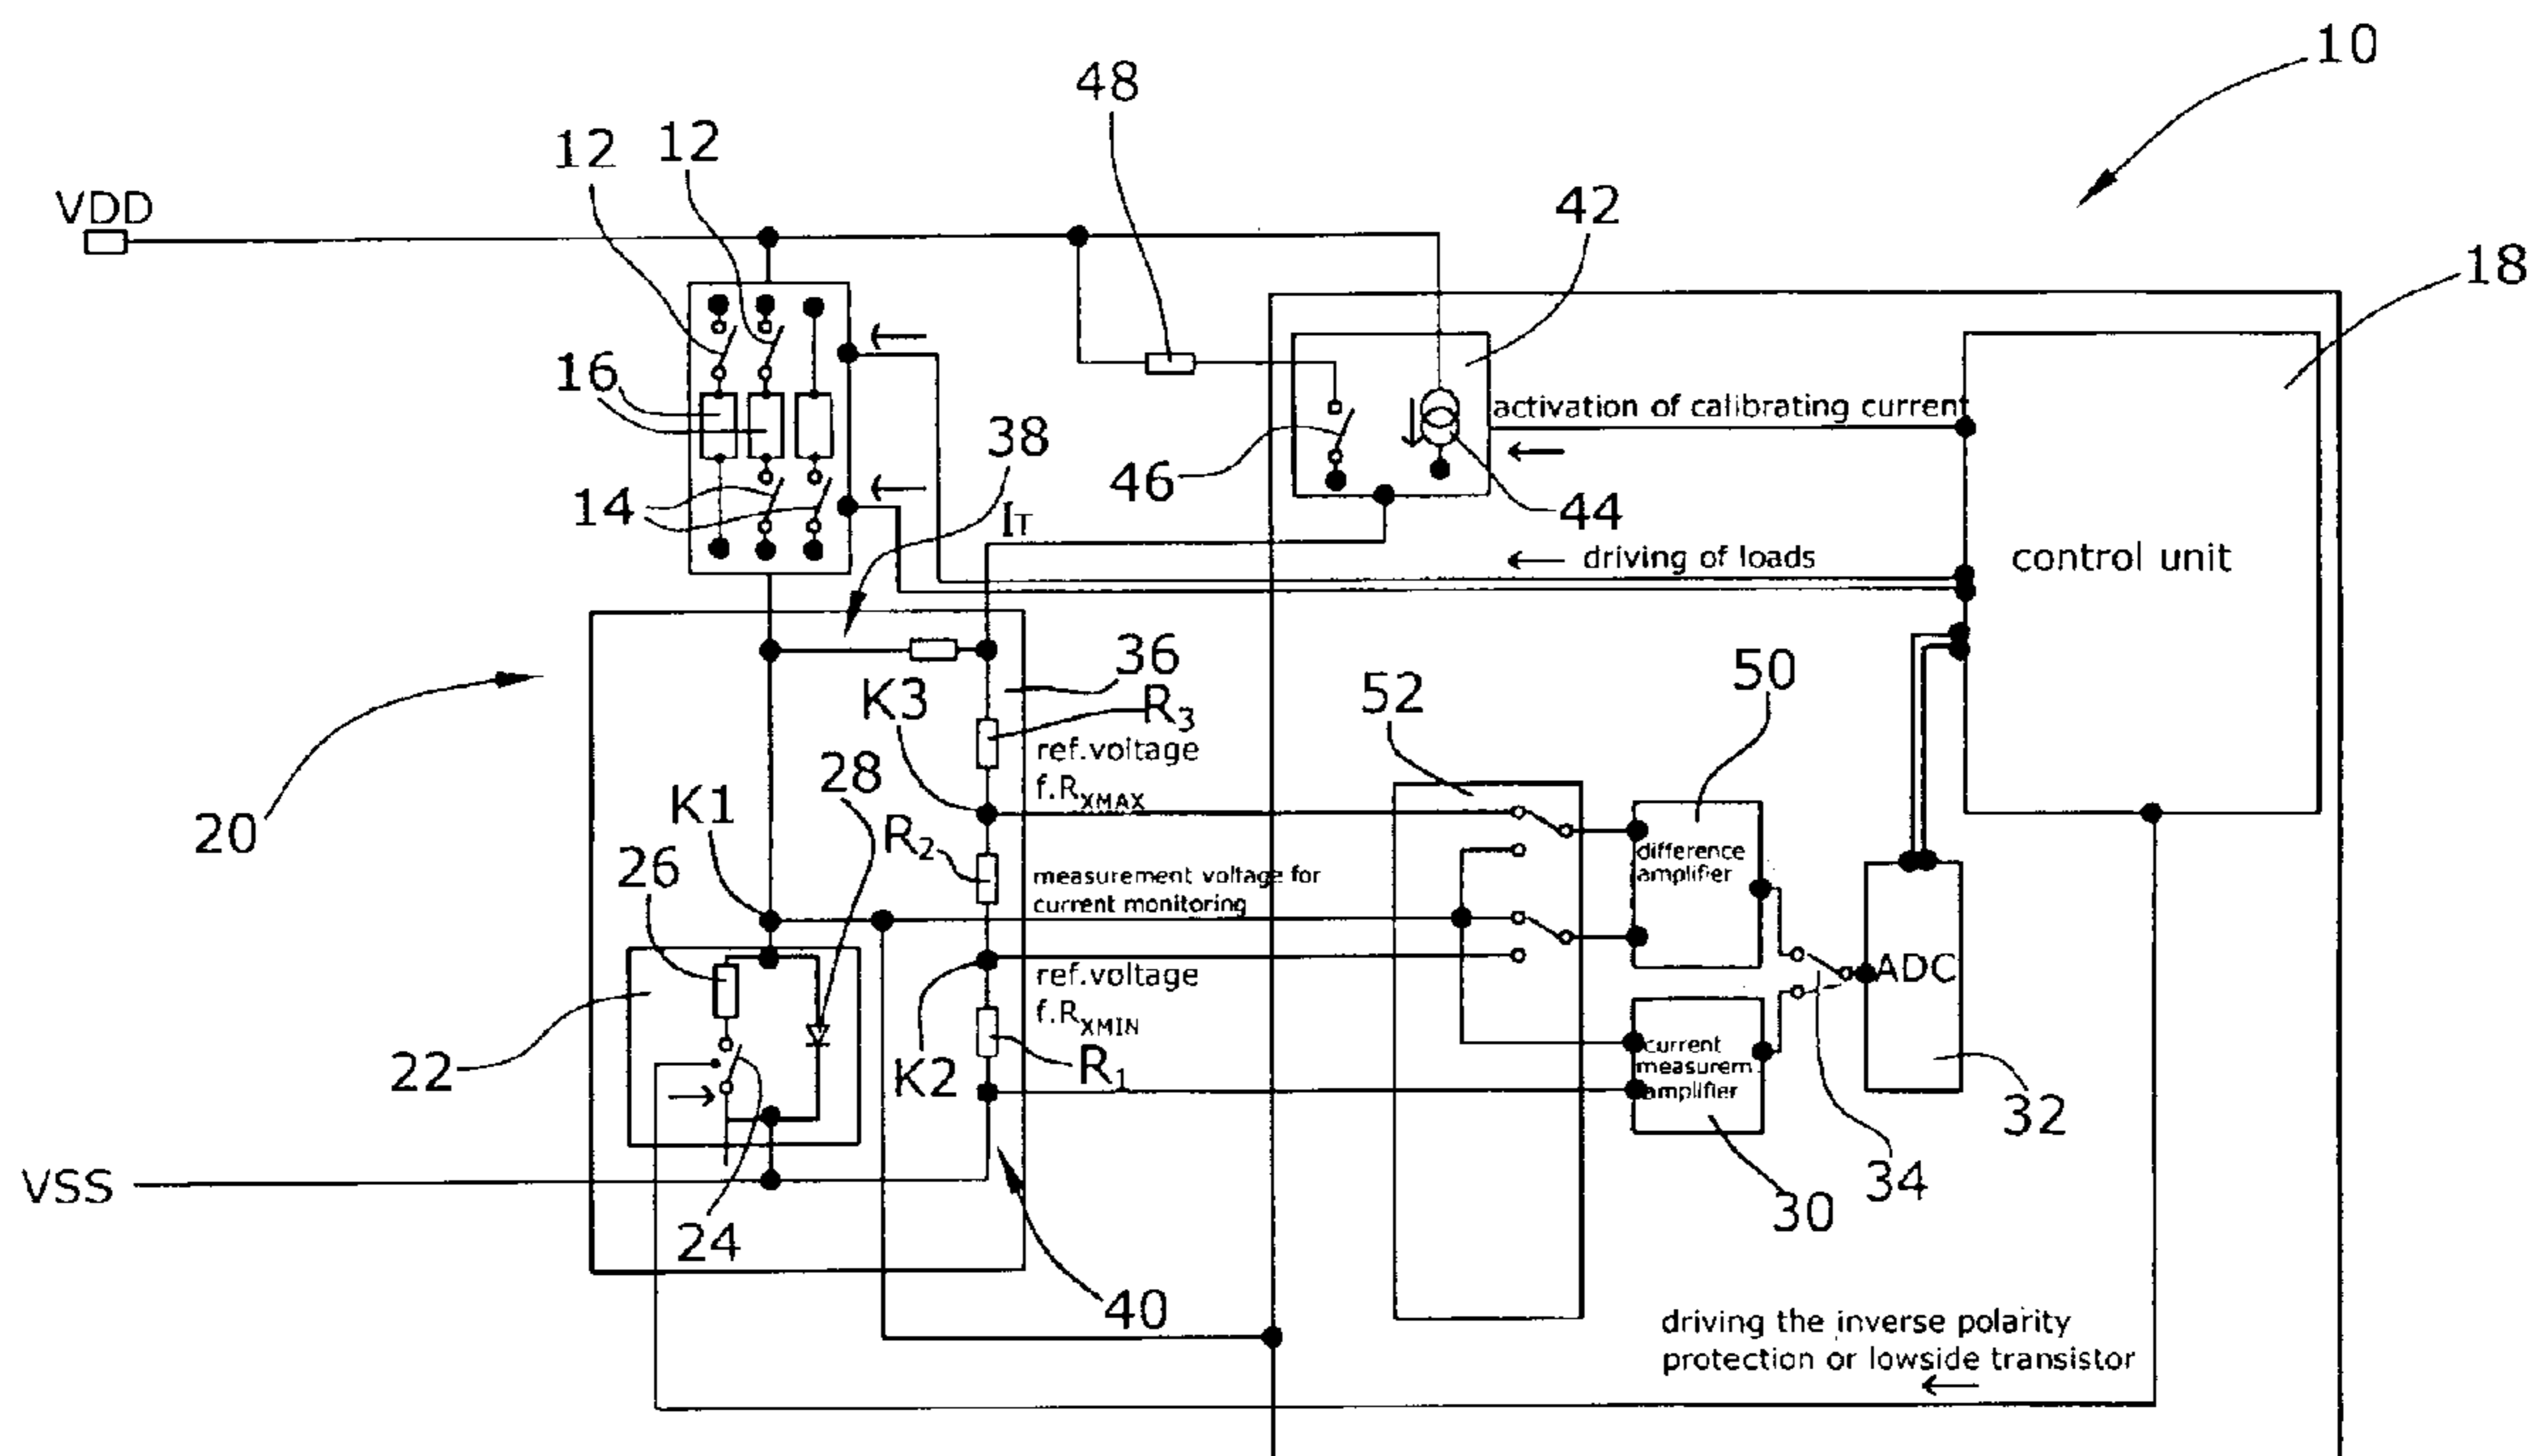 10
48
12
12
VDD
42
18
16
activation of calibrating current
38
46
14
44
IT
driving of loads
control unit
36
50
K3
R3
52
ref.voltage
f.RXMAX
28
K1
R2
20
difference
amplifier
26
measurement voltage for
current monitoring
ADC
ref.voltage
f.RXMIN
22
K2
R1
current
measurem
amplifier
32
34
VSS
30
24
40
driving the inverse polarity
protection or lowside transistor